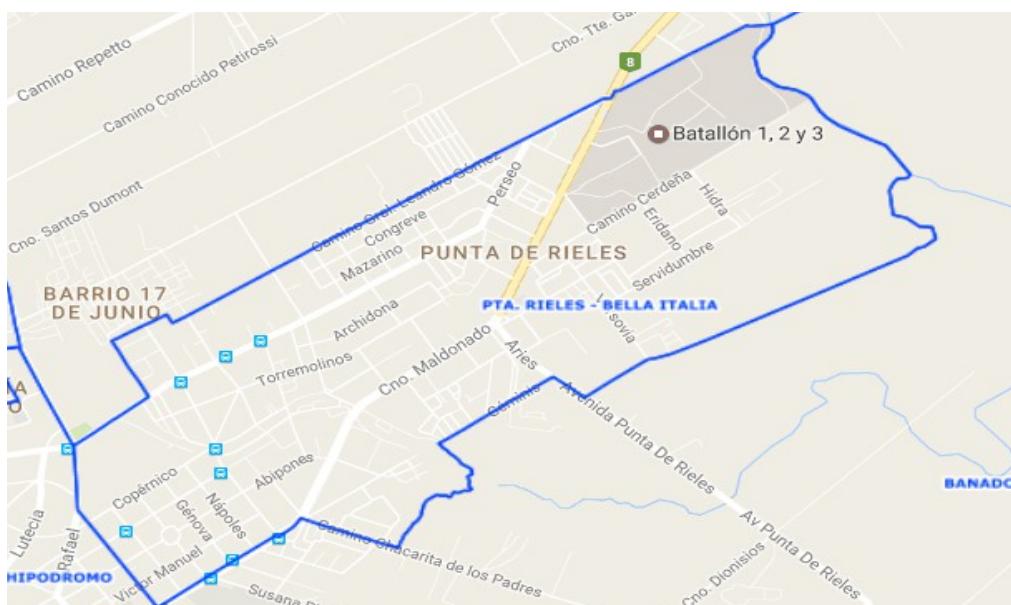 Camino Repetto
Camino Conocido Petirossi
Cno. Tte. Ga
8
Batallón 1, 2 y 3
Cno. Santos Dumont
Camino Gral. Leandro Gómez
Congreve
Mazarino
Perseo
Camino Cerdeña
Hidra
Eridano
Servidumbre
PUNTA DE RIELES
BARRIO 17
DE JUNIO
PTA. RIELES - BELLA ITALIA
Archidona
Torremolinos
Cno. Maldonado
Aries
Géminis
Avenida Punta De Rieles
Av Punta De Rieles
BANADO
Copérnico
Abipones
Nápoles
Génova
Victor Manuel
Lutecia
Rafael
HIPODROMO
Camino Chacarita de los Padres
Cno. Dionisios
Susana